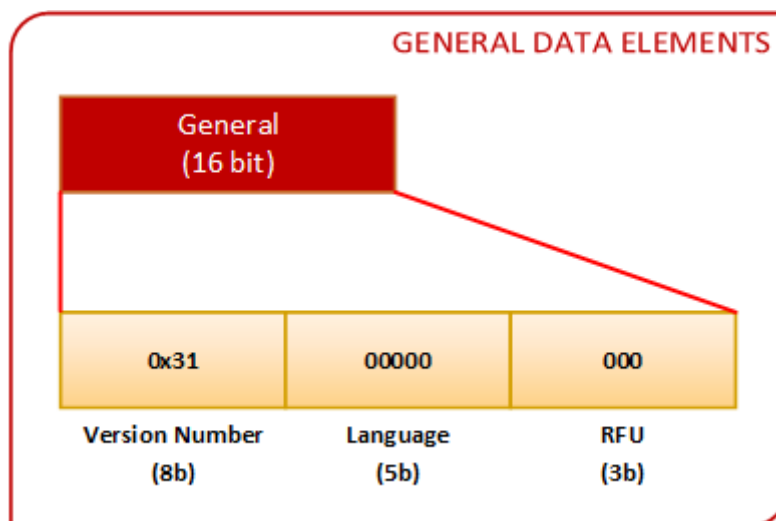 GENERAL DATA ELEMENTS
General
(16 bit)
0x31 00000 000
Version Number Language RFU
(8b) (5b) (3b)